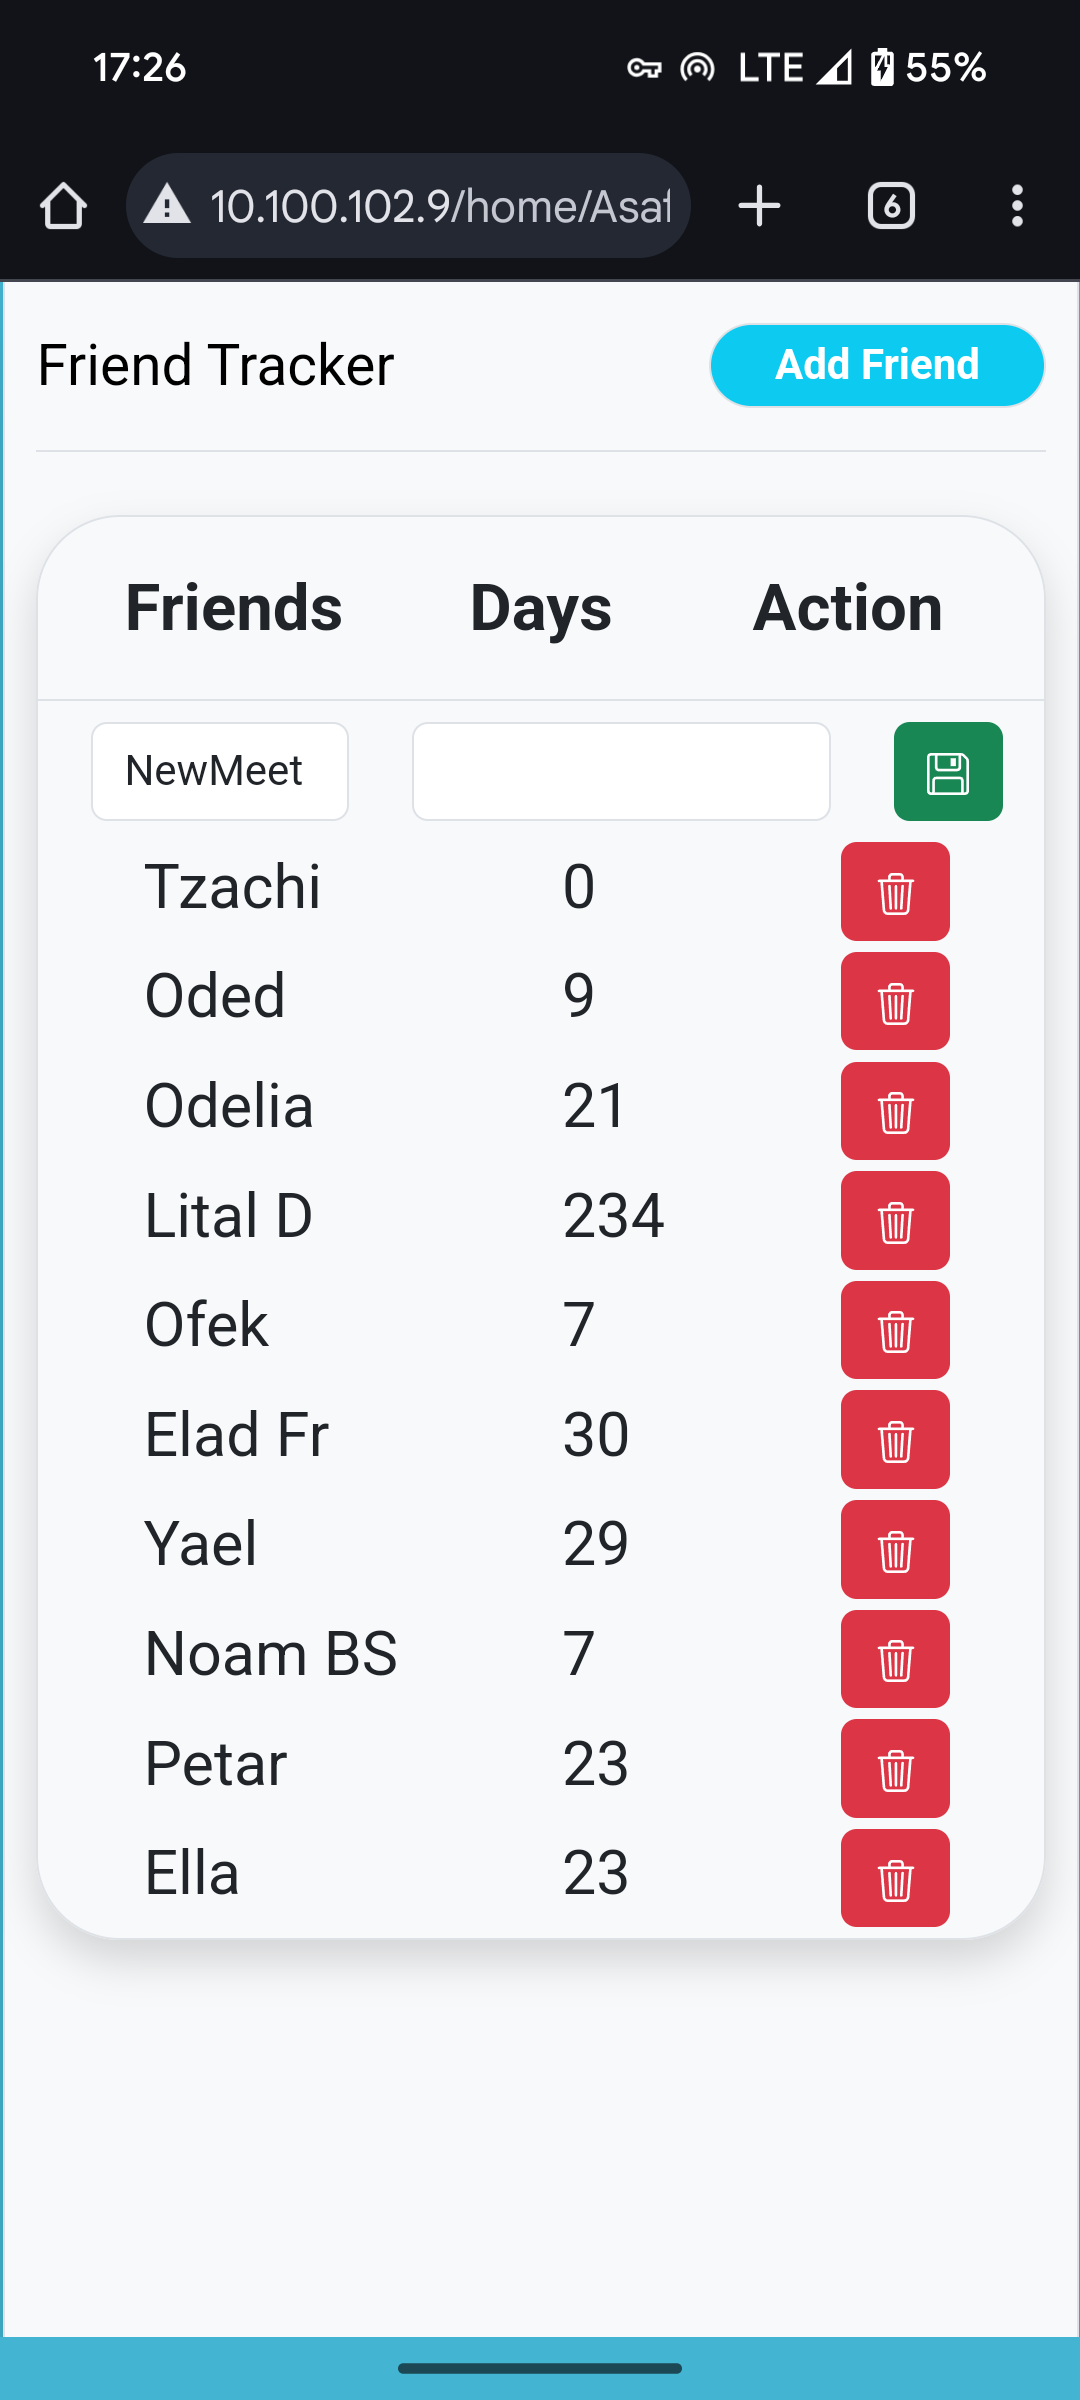 17:26 LTE 55%
10.100.102.9/home/Asaf 6
Friend Tracker Add Friend
Friends Days Action
NewMeet
Tzachi 0
Oded 9
Odelia 21
Lital D 234
Ofek 7
Elad Fr 30
Yael 29
Noam BS 7
Petar 23
Ella 23